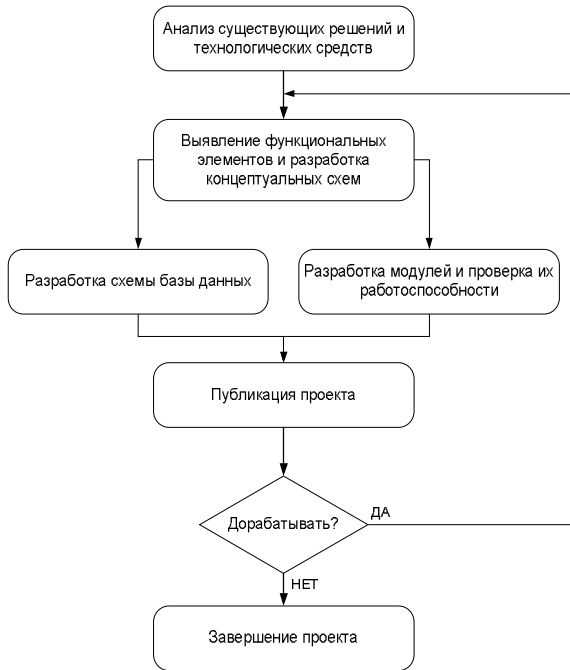 Анализ существующих решений и
технологических средств
Выявление функциональных
элементов и разработка
концептуальных схем
Разработка схемы базы данных
Разработка модулей и проверка их
работоспособности
Публикация проекта
Дорабатывать?
ДА
НЕТ
Завершение проекта